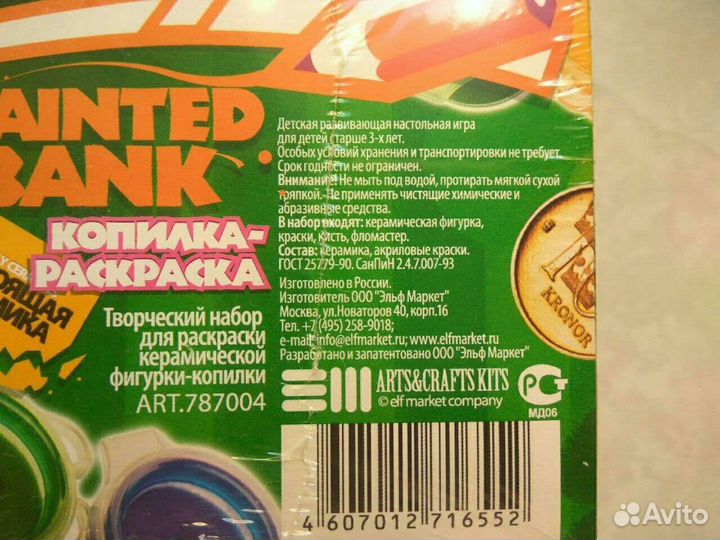 AINTED
BANK
КОПИЛКА-
РАСКРАСКА
Творческий набор
для раскраски
керамической
фигурки-копилки
ART.787004
Детская развивающая настольная игра
для детей старше 3-х лет.
Особых условий хранения и транспортировки не требует.
Срок годности не ограничен.
Внимание! Не мыть под водой, протирать мягкой сухой
тряпкой. Не применять чистящие химические и
абразивные средства.
В набор входят: керамическая фигурка,
краски, кисть, фломастер.
Состав: керамика, акриловые краски.
ГОСТ 25779-90. СанПиН 2.4.7.007-93
Изготовлено в России.
Изготовитель ООО "Эльф Маркет"
Москва, ул.Новаторов 40, корп.16
Тел. +7 (495) 258-9018;
e-mail: info@elfmarket.ru; www.elfmarket.ru
Разработано и запатентовано ООО "Эльф Маркет"
ARTS&CRAFTS KITS
© elf market company
РСТ
МД06
4 607012 716552
10
KRONOR
Avito